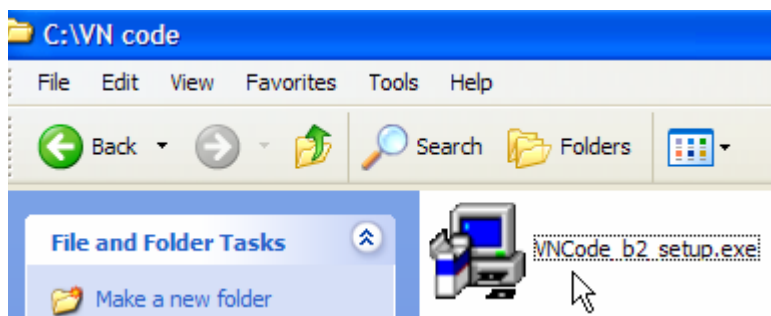 C:\VN code
File Edit View Favorites Tools Help
Back Search Folders
File and Folder Tasks
VNCode_b2_setup.exe
Make a new folder